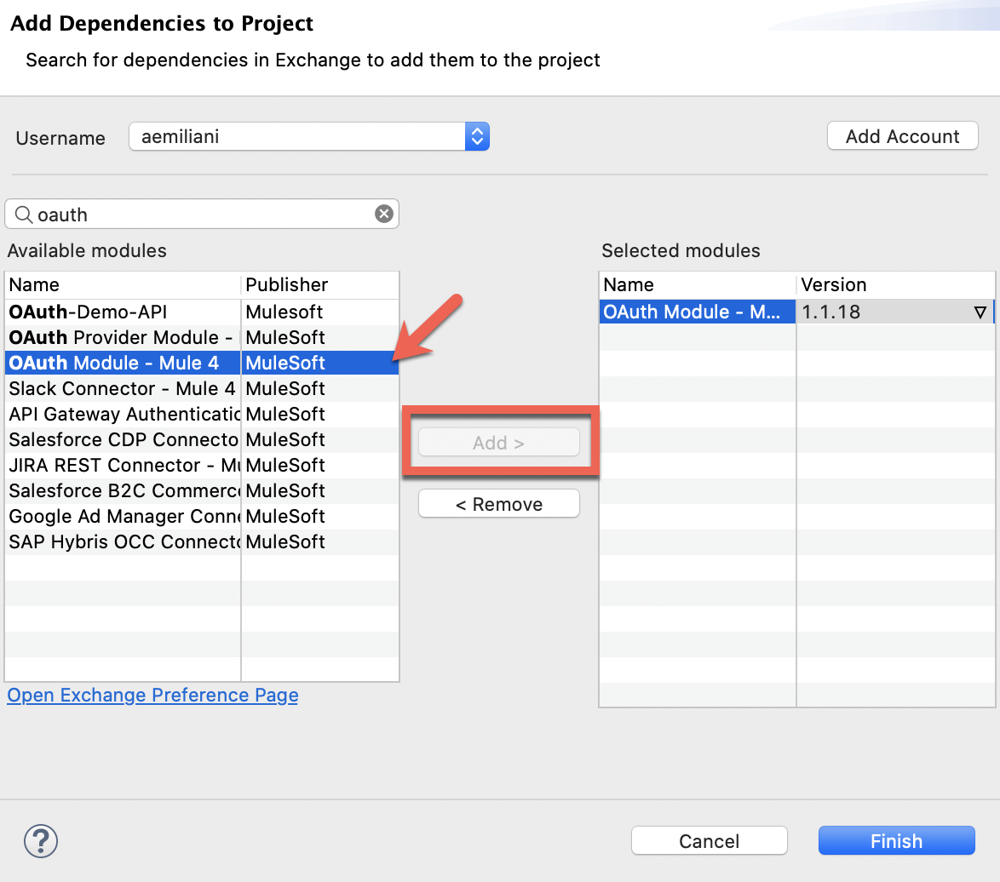 Add Dependencies to Project
Search for dependencies in Exchange to add them to the project
Username aemiliani Add Account
oauth
Available modules
Name Publisher
OAuth-Demo-API Mulesoft
OAuth Provider Module - MuleSoft
OAuth Module - Mule 4 MuleSoft
Slack Connector - Mule 4 MuleSoft
API Gateway Authenticatic MuleSoft
Salesforce CDP Connecto MuleSoft
JIRA REST Connector - Mu MuleSoft
Salesforce B2C Commerce MuleSoft
Google Ad Manager Conne MuleSoft
SAP Hybris OCC Connecto MuleSoft
Open Exchange Preference Page
Add >
< Remove
Selected modules
Name Version
OAuth Module - M... 1.1.18
? Cancel Finish